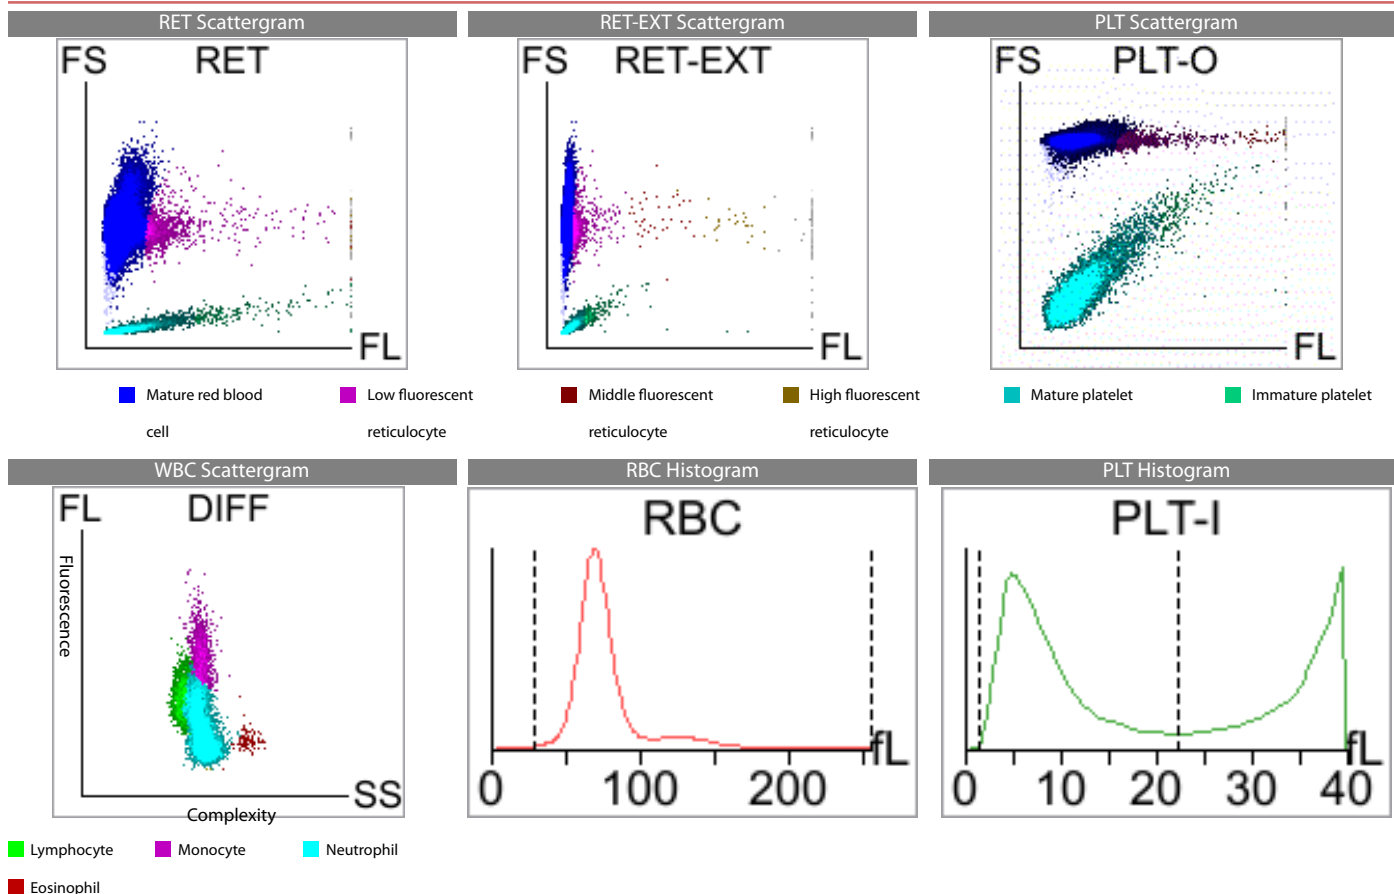 RET Scattergram
RET-EXT Scattergram
PLT Scattergram
FS RET
FL
FS RET-EXT
FL
FS PLT-O
FL
Mature red blood cell
Low fluorescent reticulocyte
Middle fluorescent reticulocyte
High fluorescent reticulocyte
Mature platelet
Immature platelet
WBC Scattergram
RBC Histogram
PLT Histogram
FL DIFF
Fluorescence
SS
Complexity
RBC
fL
0 100 200
PLT-I
fL
0 10 20 30 40
Lymphocyte
Monocyte
Neutrophil
Eosinophil